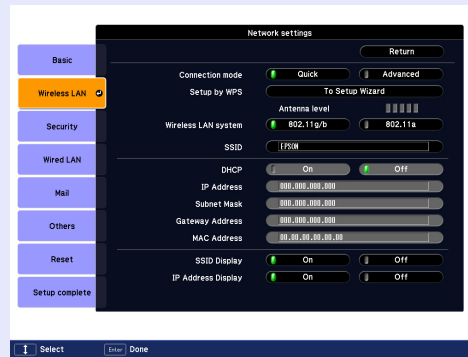 Network settings
Return
Basic
Wireless LAN
Security
Wired LAN
Mail
Others
Reset
Setup complete
Connection mode Quick Advanced
Setup by WPS To Setup Wizard
Antenna level
Wireless LAN system 802.11g/b 802.11a
SSID EPSON
DHCP On Off
IP Address 000.000.000.000
Subnet Mask 000.000.000.000
Gateway Address 000.000.000.000
MAC Address 00.00.00.00.00.00
SSID Display On Off
IP Address Display On Off
Select Enter Done